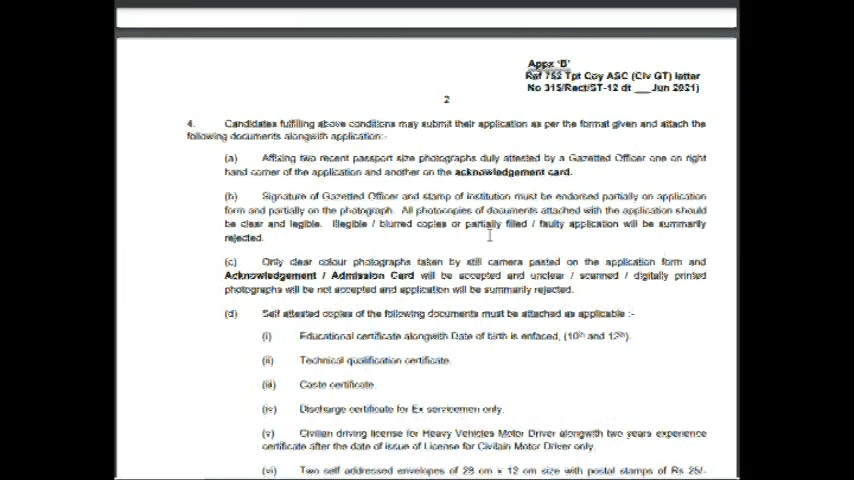 Appx 'B'
Ref 752 Tpt Coy ASC (Civ GT) letter
No 315/Rect/ST-12 dt ___ Jun 2021)
2
4. Candidates fulfilling above conditions may submit their application as per the format given and attach the
following documents alongwith application:-
(a) Affixing two recent passport size photographs duly attested by a Gazetted Officer one on right
hand corner of the application and another on the acknowledgement card.
(b) Signature of Gazetted Officer and stamp of institution must be endorsed partially on application
form and partially on the photograph. All photocopies of documents attached with the application should
be clear and legible. Illegible / blurred copies or partially filled / faulty application will be summarily
rejected.
(c) Only clear colour photographs taken by still camera pasted on the application form and
Acknowledgement / Admission Card will be accepted and unclear / scanned / digitally printed
photographs will be not accepted and application will be summarily rejected.
(d) Self attested copies of the following documents must be attached as applicable :-
(i) Educational certificate alongwith Date of birth is enfaced, (10th and 12th).
(ii) Technical qualification certificate.
(iii) Caste certificate.
(iv) Discharge certificate for Ex servicemen only.
(v) Civilian driving license for Heavy Vehicles Motor Driver alongwith two years experience
certificate after the date of issue of License for Civilain Motor Driver only.
(vi) Two self addressed envelopes of 28 cm x 12 cm size with postal stamps of Rs 25/-